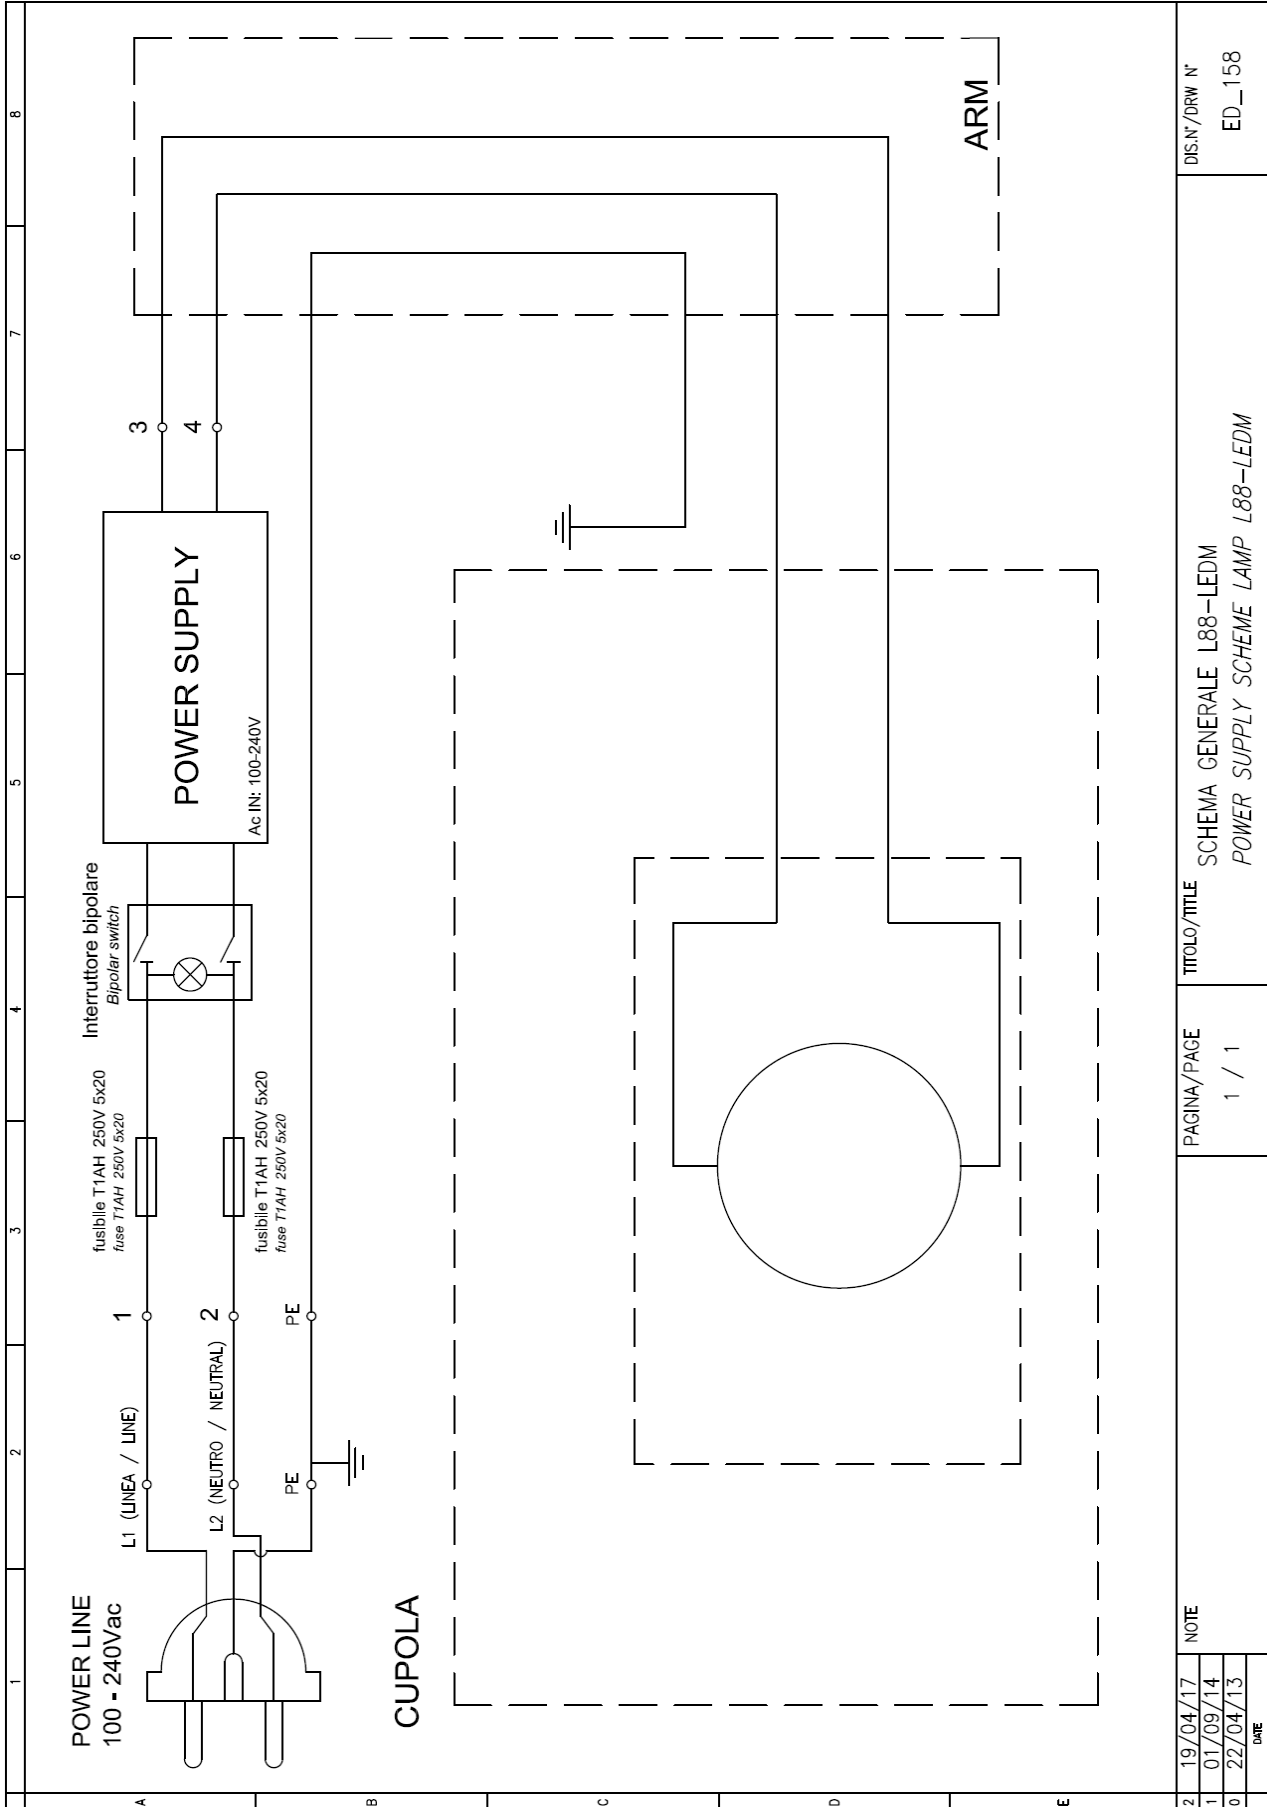 1
2
3
4
5
6
7
8
A
B
C
D
E
POWER LINE
100 - 240Vac
L1 (LINEA / LINE)
L2 (NEUTRO / NEUTRAL)
PE
1
2
PE
fusibile T1AH 250V 5x20
fuse T1AH 250V 5x20
fusibile T1AH 250V 5x20
fuse T1AH 250V 5x20
Interruttore bipolare
Bipolar switch
POWER SUPPLY
Ac IN: 100-240V
3
4
ARM
CUPOLA
2 19/04/17
1 01/09/14
0 22/04/13
DATE
NOTE
PAGINA/PAGE
1 / 1
TITOLO/TITLE
SCHEMA GENERALE L88-LEDM
POWER SUPPLY SCHEME LAMP L88-LEDM
DIS.N°/DRW N°
ED_158